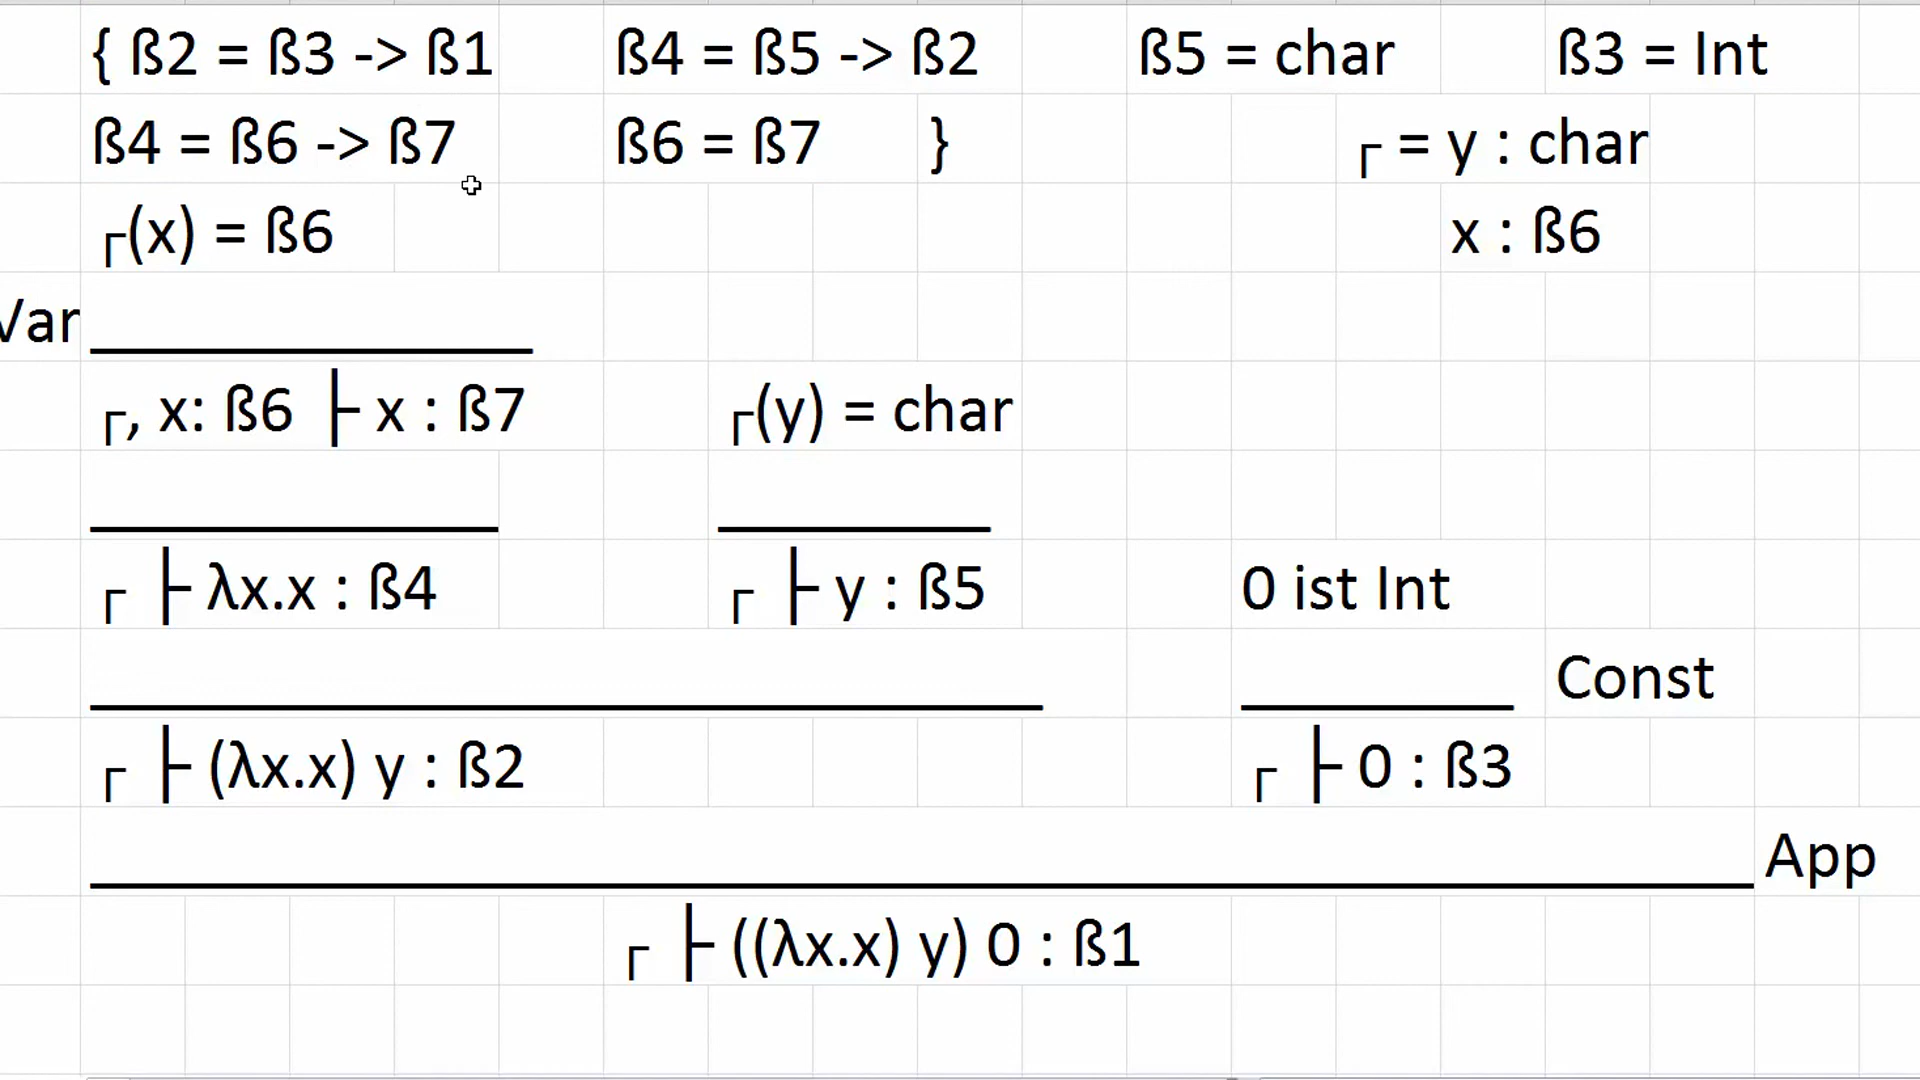 { ß2 = ß3 -> ß1 ß4 = ß5 -> ß2 ß5 = char ß3 = Int
ß4 = ß6 -> ß7 ß6 = ß7 } ┌ = y : char
┌(x) = ß6 x : ß6
Var
┌, x: ß6 ├ x : ß7 ┌(y) = char
┌ ├ λx.x : ß4 ┌ ├ y : ß5 0 ist Int
Const
┌ ├ (λx.x) y : ß2 ┌ ├ 0 : ß3
App
┌ ├ ((λx.x) y) 0 : ß1